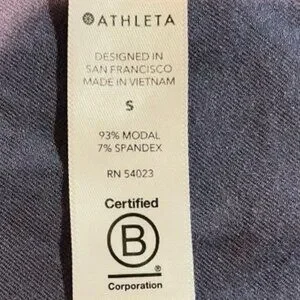 ATHLETA
DESIGNED IN
SAN FRANCISCO
MADE IN VIETNAM
S
93% MODAL
7% SPANDEX
RN 54023
Certified
B
®
Corporation